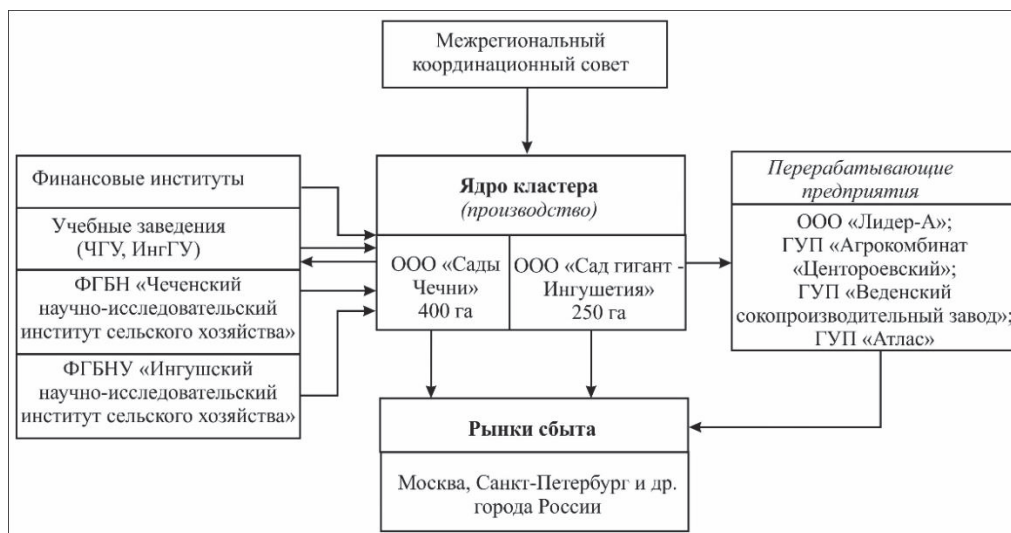 Межрегиональный
координационный совет
Финансовые институты
Учебные заведения
(ЧГУ, ИнгГУ)
ФГБН «Чеченский
научно-исследовательский
институт сельского хозяйства»
ФГБНУ «Ингушский
научно-исследовательский
институт сельского хозяйства»
Ядро кластера
(производство)
ООО «Сады
Чечни»
400 га
ООО «Сад гигант -
Ингушетия»
250 га
Перерабатывающие
предприятия
ООО «Лидер-А»;
ГУП «Агрокомбинат
«Центороевский»;
ГУП «Веденский
сокопроизводительный завод»;
ГУП «Атлас»
Рынки сбыта
Москва, Санкт-Петербург и др.
города России